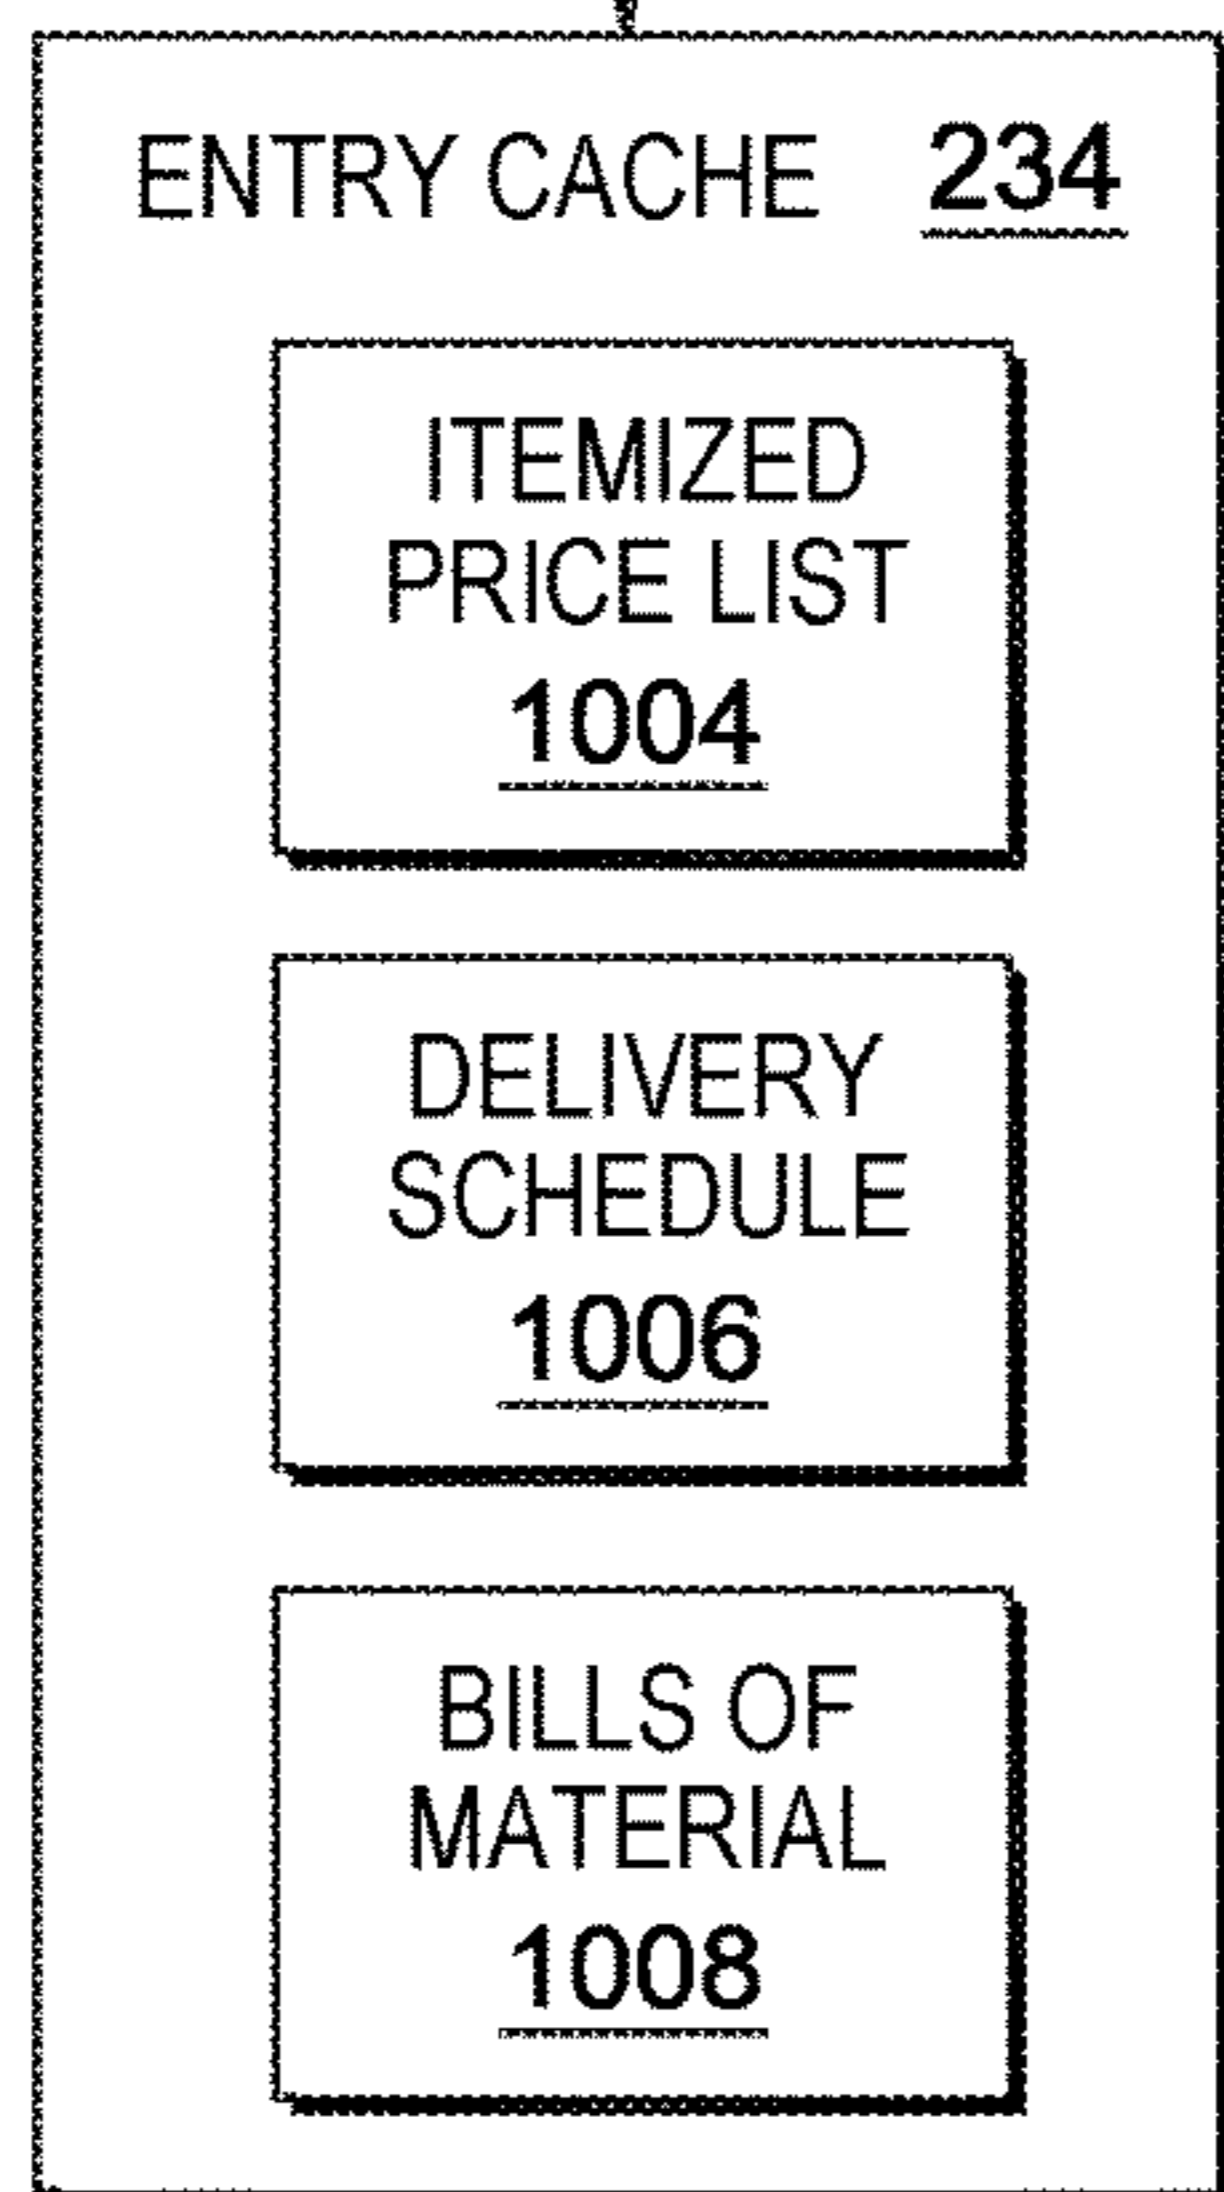 ENTRY CACHE 234
ITEMIZED
PRICE LIST
1004
DELIVERY
SCHEDULE
1006
BILLS OF
MATERIAL
1008